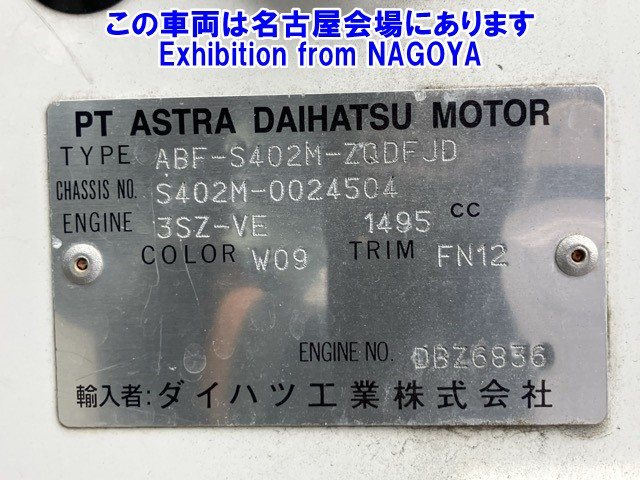 この車両は名古屋会場にあります
Exhibition from NAGOYA
PT ASTRA DAIHATSU MOTOR
TYPE ABF-S402M-ZQDFJD
CHASSIS NO. S402M-0024504
ENGINE 3SZ-VE 1495 CC
COLOR W09 TRIM FN12
ENGINE NO. DBZ6836
輸入者: ダイハツ工業株式会社